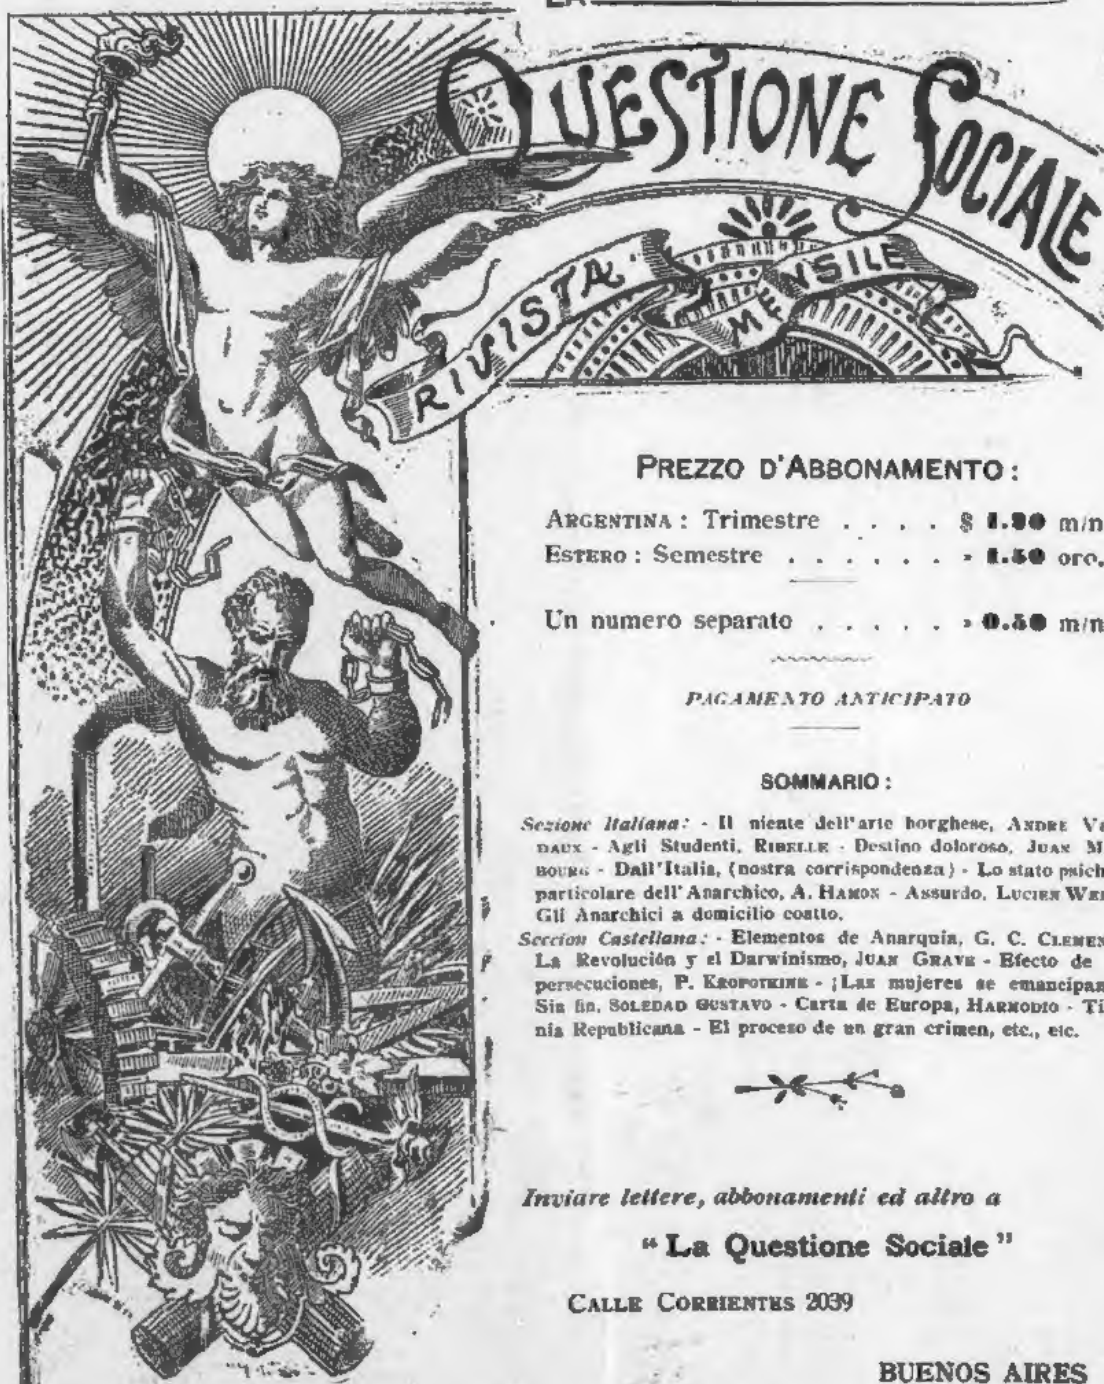 LA
QUESTIONE SOCIALE
RIVISTA MENSILE
PREZZO D'ABBONAMENTO:
ARGENTINA: Trimestre . . . . $ m/n
ESTERO: Semestre . . . . . . » 1.50 oro.
Un numero separato . . . . . » 0.50 m/n
PAGAMENTO ANTICIPATO
SOMMARIO:
Sezione Italiana: - Il niente dell'arte borghese, ANDRE
DAUX - Agli Studenti, RIBELLE - Destino doloroso, JUAN M
BOURG - Dall'Italia, (nostra corrispondenza) - Lo stato psich
particolare dell'Anarchico, A. HAMON - Assurdo, LUCIEN
Gli Anarchici a domicilio coatto.
Seccion Castellana: - Elementos de Anarquía, G. C. CLEMEN
La Revolución y el Darwinismo, JUAN GRAVE - Efecto de
persecuciones, P. KROPOTKINE - ¡Las mujeres se emancipan
Sin fin, SOLEDAD GUSTAVO - Carta de Europa, HARMODIO - Ti
nia Republicana - El proceso de un gran crimen, etc., etc.
Inviare lettere, abbonamenti ed altro a
“La Questione Sociale”
CALLE CORRIENTES 2039
BUENOS AIRES